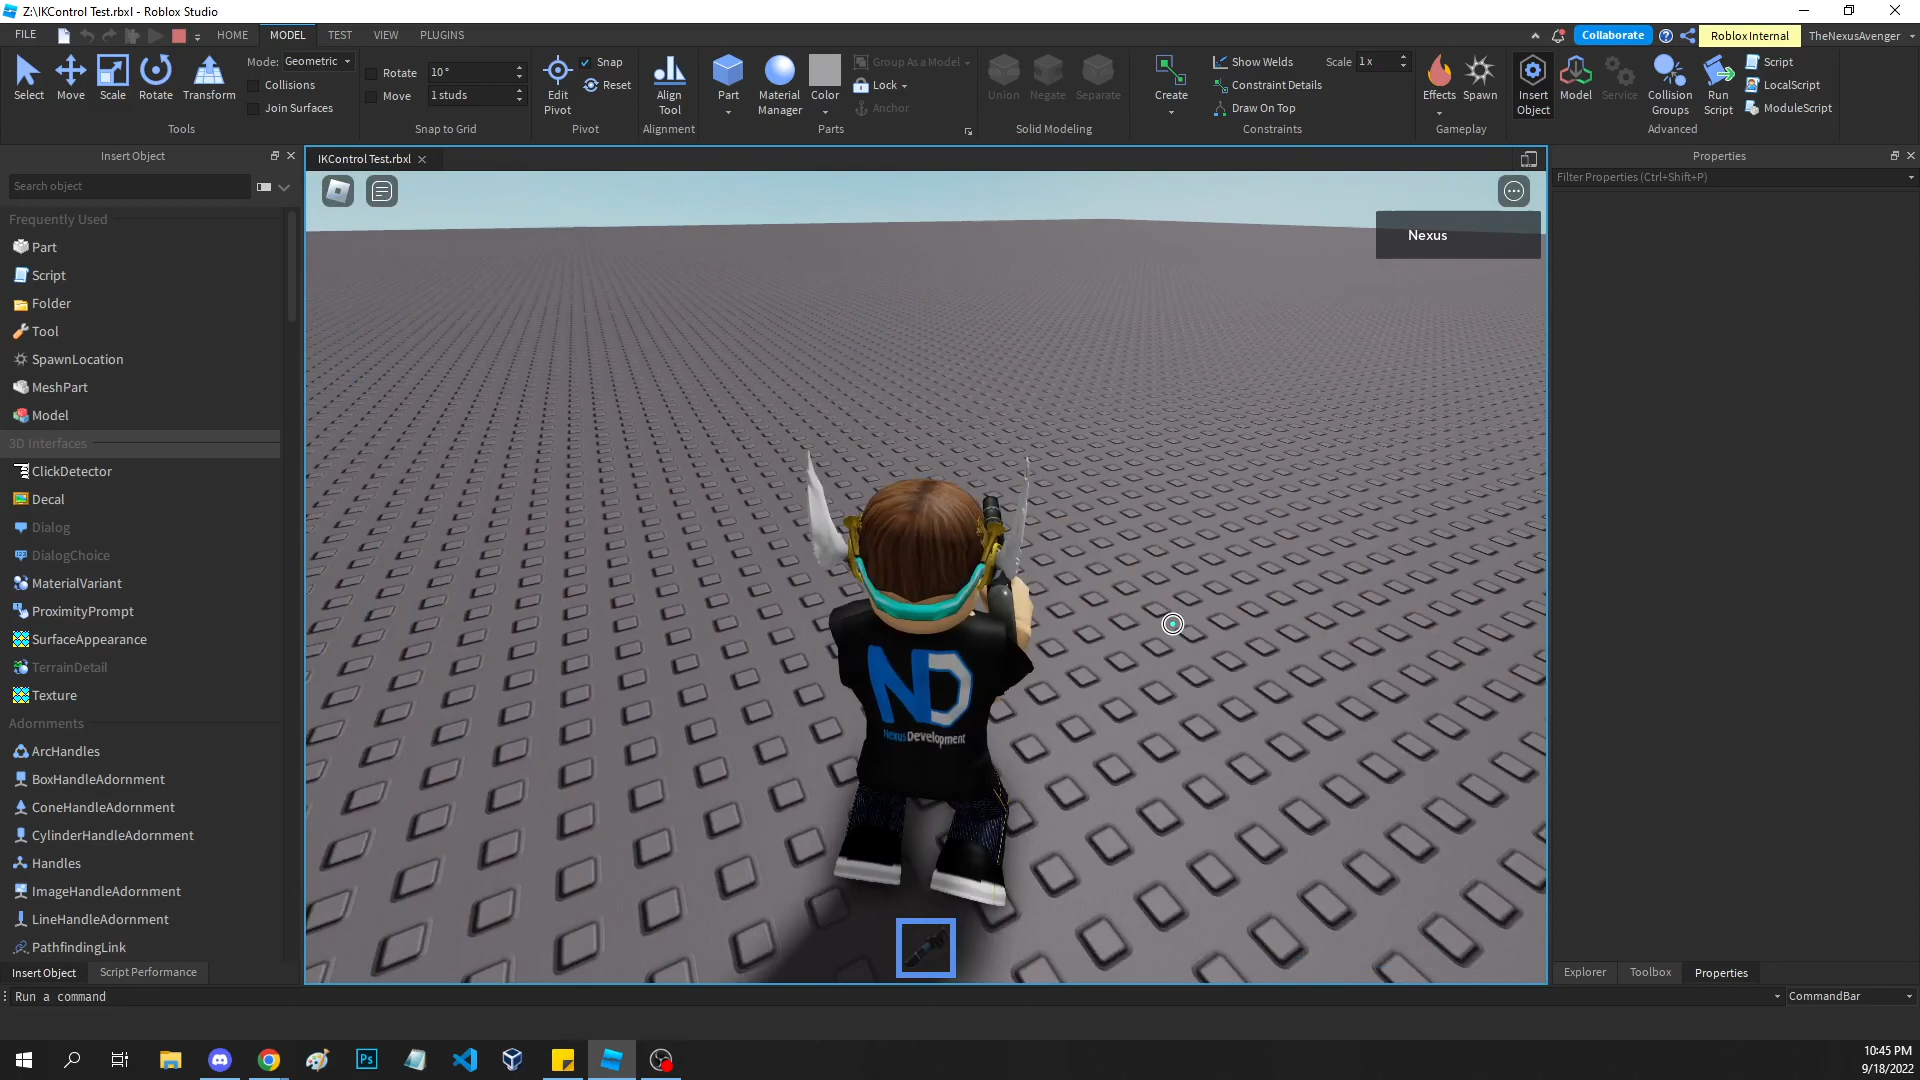 Z:\IKControl Test.rbxl - Roblox Studio
FILE HOME MODEL TEST VIEW PLUGINS Collaborate Roblox Internal TheNexusAvenger
Select
Move
Scale
Rotate
Transform
Mode: Geometric
Collisions
Join Surfaces
Tools
Rotate 10°
Move 1 studs
Snap to Grid
Edit
Pivot
Snap
Reset
Pivot
Align
Tool
Alignment
Part
Material
Manager
Color
Group As a Model
Lock
Anchor
Parts
Union
Negate
Separate
Solid Modeling
Create
Show Welds
Scale 1x
Constraint Details
Draw On Top
Constraints
Effects
Spawn
Gameplay
Insert
Object
Model
Service
Collision
Groups
Run
Script
Script
LocalScript
ModuleScript
Advanced
Insert Object
Search object
Frequently Used
Part
Script
Folder
Tool
SpawnLocation
MeshPart
Model
3D Interfaces
ClickDetector
Decal
Dialog
DialogChoice
MaterialVariant
ProximityPrompt
SurfaceAppearance
TerrainDetail
Texture
Adornments
ArcHandles
BoxHandleAdornment
ConeHandleAdornment
CylinderHandleAdornment
Handles
ImageHandleAdornment
LineHandleAdornment
PathfindingLink
Insert Object Script Performance
IKControl Test.rbxl
Nexus
ND
NexusDevelopment
Properties
Filter Properties (Ctrl+Shift+P)
Explorer Toolbox Properties
Run a command
CommandBar
Ps
10:45 PM
9/18/2022